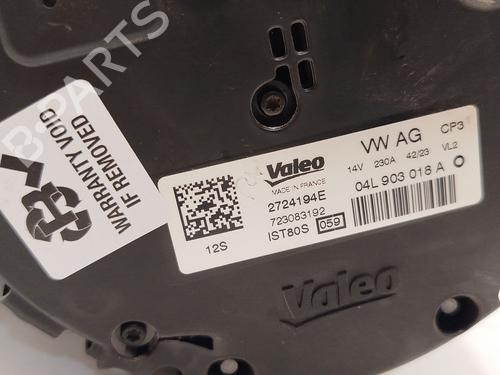 B-PARTS
WARRANTY VOID
IF REMOVED
Valeo
MADE IN FRANCE
2724194E
723083192
IST80S 059
12S
VW AG CP3
14V 230A 42/23 VL2
04L 903 018 A
Valeo